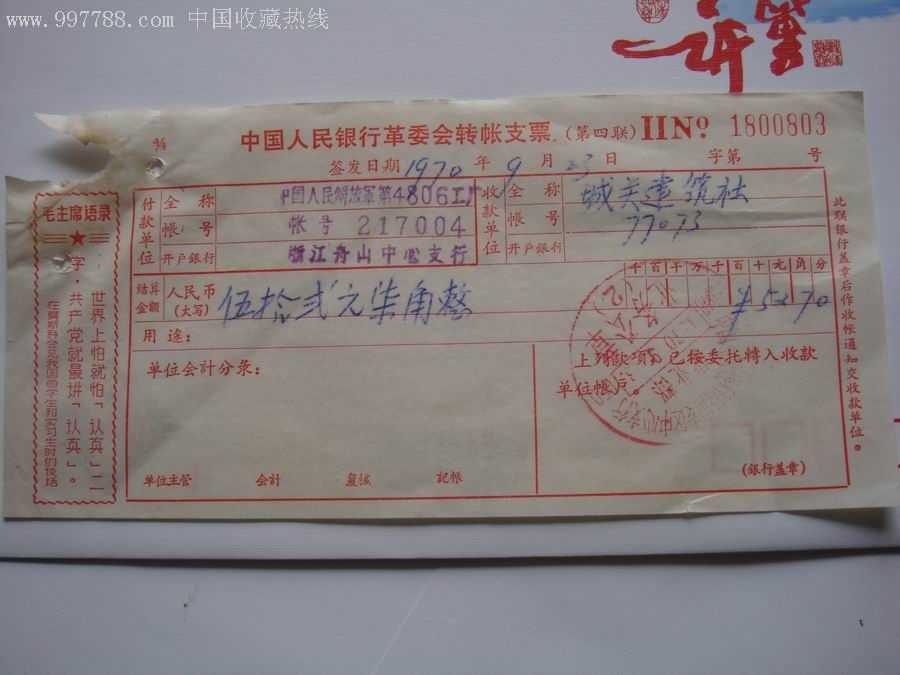 www.997788.com 中国收藏热线
中国人民银行革委会转帐支票(第四联) IINº 1800803
签发日期 1970 年 9 月 日 字第 号
毛主席语录
世界上怕就怕「认真」二
字,共产党就最讲「认真」。
在莫斯科会见我国留学生和实习生时的谈话
付款单位
全称 中国人民解放军第4806工厂
帐号 帐号 217004
开户银行 浙江舟山中心支行
收款单位
全称 城关建筑社
帐号 77073
开户银行
结算金额 人民币(大写) 伍拾贰元柒角整
千百十万千百十元角分
¥5270
用途:
单位会计分录:
上列款项,已按委托转入收款
单位帐户。
单位主管 会计 复核 记帐
(银行盖章)
此联银行盖章后作收帐通知交收款单位。